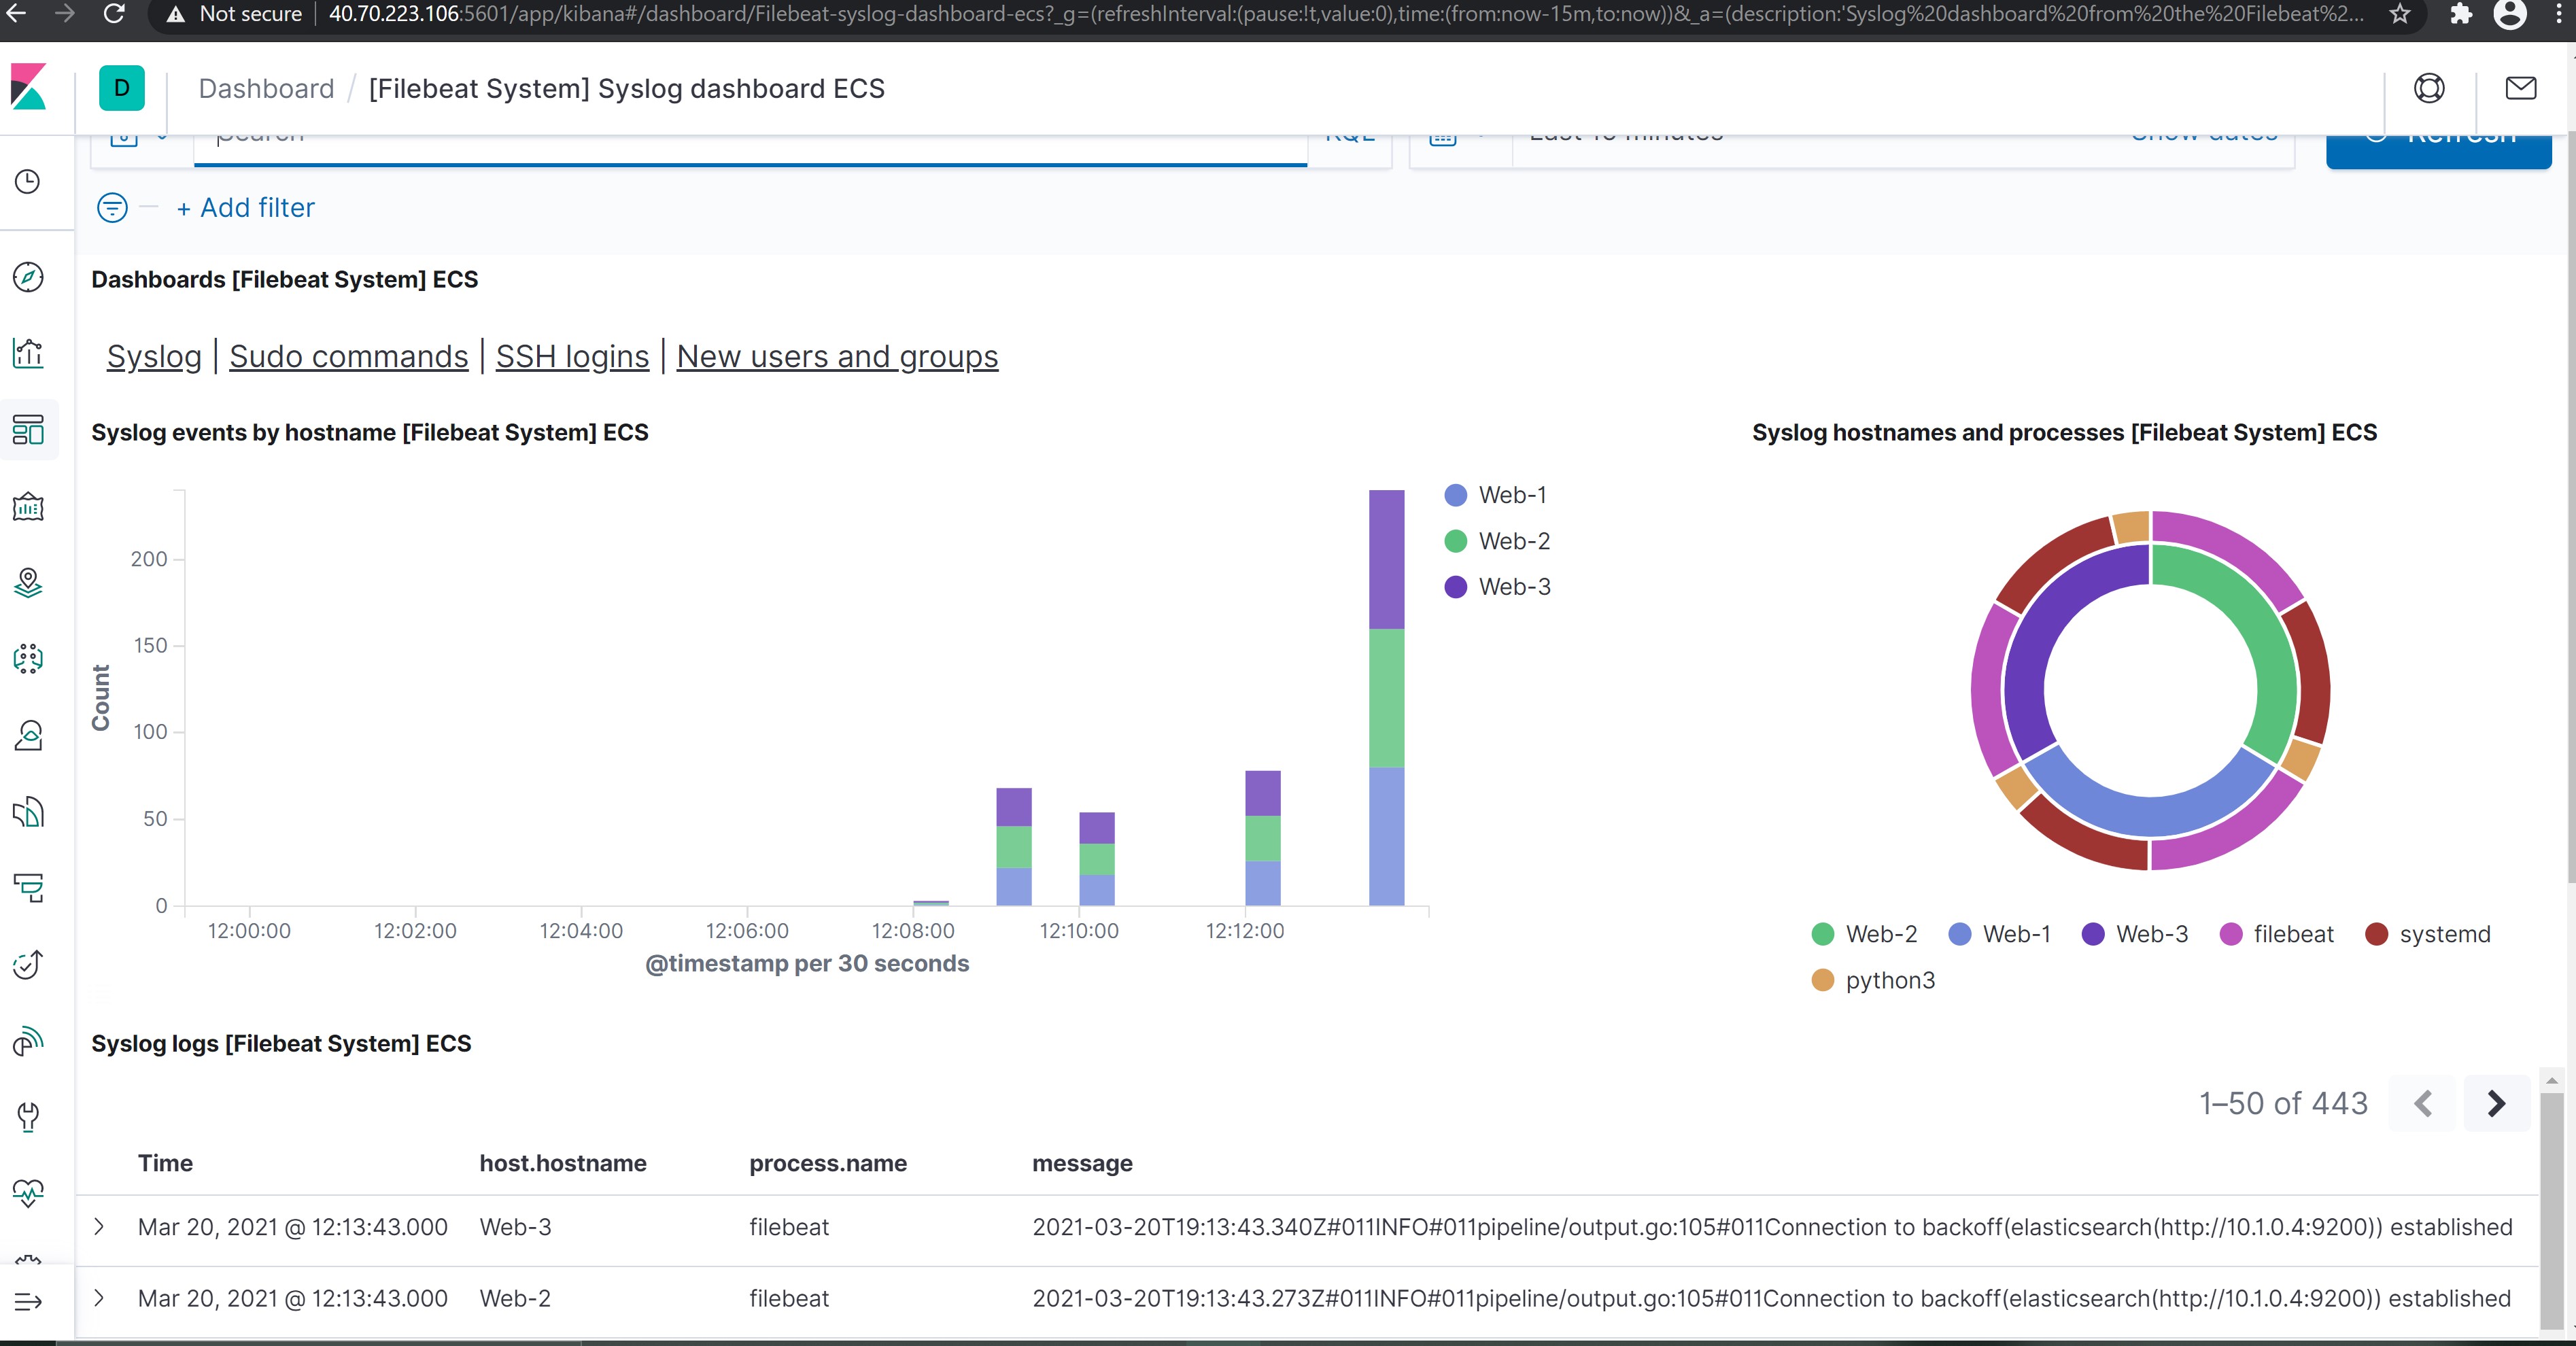 Not secure | 40.70.223.106:5601/app/kibana#/dashboard/Filebeat-syslog-dashboard-ecs?_g=(refreshInterval:(pause:!t,value:0),time:(from:now-15m,to:now))&_a=(description:'Syslog%20dashboard%20from%20the%20Filebeat%2...
D Dashboard / [Filebeat System] Syslog dashboard ECS
Search KQL Last 15 minutes Show dates Refresh
+ Add filter
Dashboards [Filebeat System] ECS
Syslog | Sudo commands | SSH logins | New users and groups
Syslog events by hostname [Filebeat System] ECS
Count
200
150
100
50
0
12:00:00 12:02:00 12:04:00 12:06:00 12:08:00 12:10:00 12:12:00
@timestamp per 30 seconds
Web-1
Web-2
Web-3
Syslog hostnames and processes [Filebeat System] ECS
Web-2 Web-1 Web-3 filebeat systemd
python3
Syslog logs [Filebeat System] ECS
1–50 of 443
Time host.hostname process.name message
Mar 20, 2021 @ 12:13:43.000 Web-3 filebeat 2021-03-20T19:13:43.340Z#011INFO#011pipeline/output.go:105#011Connection to backoff(elasticsearch(http://10.1.0.4:9200)) established
Mar 20, 2021 @ 12:13:43.000 Web-2 filebeat 2021-03-20T19:13:43.273Z#011INFO#011pipeline/output.go:105#011Connection to backoff(elasticsearch(http://10.1.0.4:9200)) established